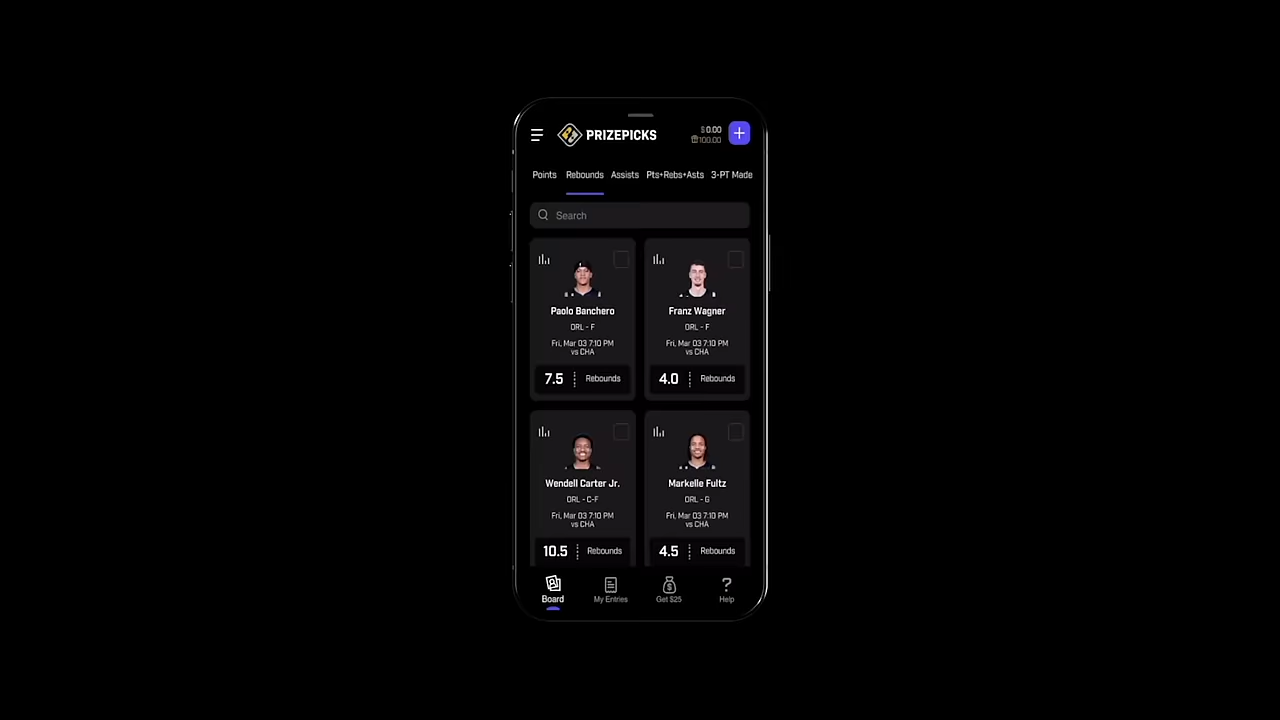 PRIZEPICKS
$ 0.00
100.00
Points Rebounds Assists Pts+Rebs+Asts 3-PT Made
Search
Paolo Banchero
ORL - F
Fri, Mar 03 7:10 PM
vs CHA
7.5 Rebounds
Franz Wagner
ORL - F
Fri, Mar 03 7:10 PM
vs CHA
4.0 Rebounds
Wendell Carter Jr.
ORL - C-F
Fri, Mar 03 7:10 PM
vs CHA
10.5 Rebounds
Markelle Fultz
ORL - G
Fri, Mar 03 7:10 PM
vs CHA
4.5 Rebounds
Board My Entries Get $25 Help